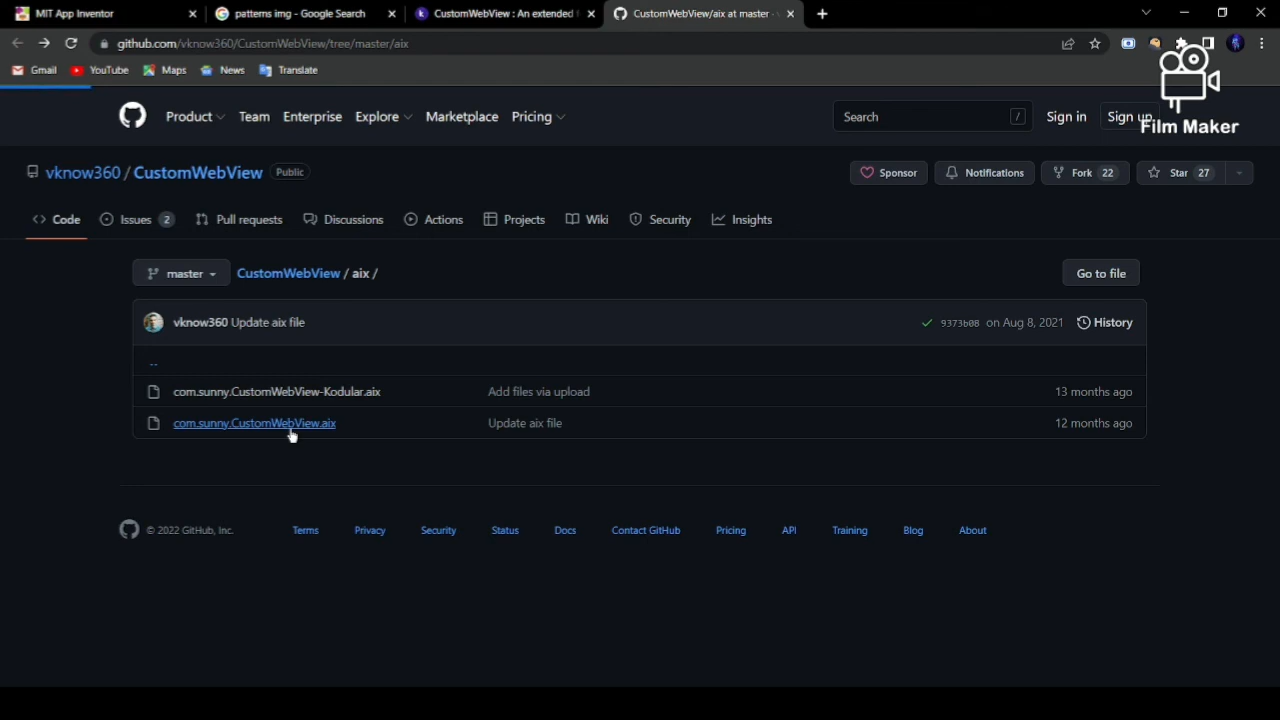 MIT App Inventor
patterns img - Google Search
CustomWebView : An extended
CustomWebView/aix at master ·
github.com/vknow360/CustomWebView/tree/master/aix
Gmail YouTube Maps News Translate
Film Maker
Product Team Enterprise Explore Marketplace Pricing
Search /
Sign in Sign up
vknow360 / CustomWebView Public
Sponsor Notifications Fork 22 Star 27
Code Issues 2 Pull requests Discussions Actions Projects Wiki Security Insights
master CustomWebView / aix / Go to file
vknow360 Update aix file 9373b08 on Aug 8, 2021 History
..
com.sunny.CustomWebView-Kodular.aix Add files via upload 13 months ago
com.sunny.CustomWebView.aix Update aix file 12 months ago
© 2022 GitHub, Inc. Terms Privacy Security Status Docs Contact GitHub Pricing API Training Blog About